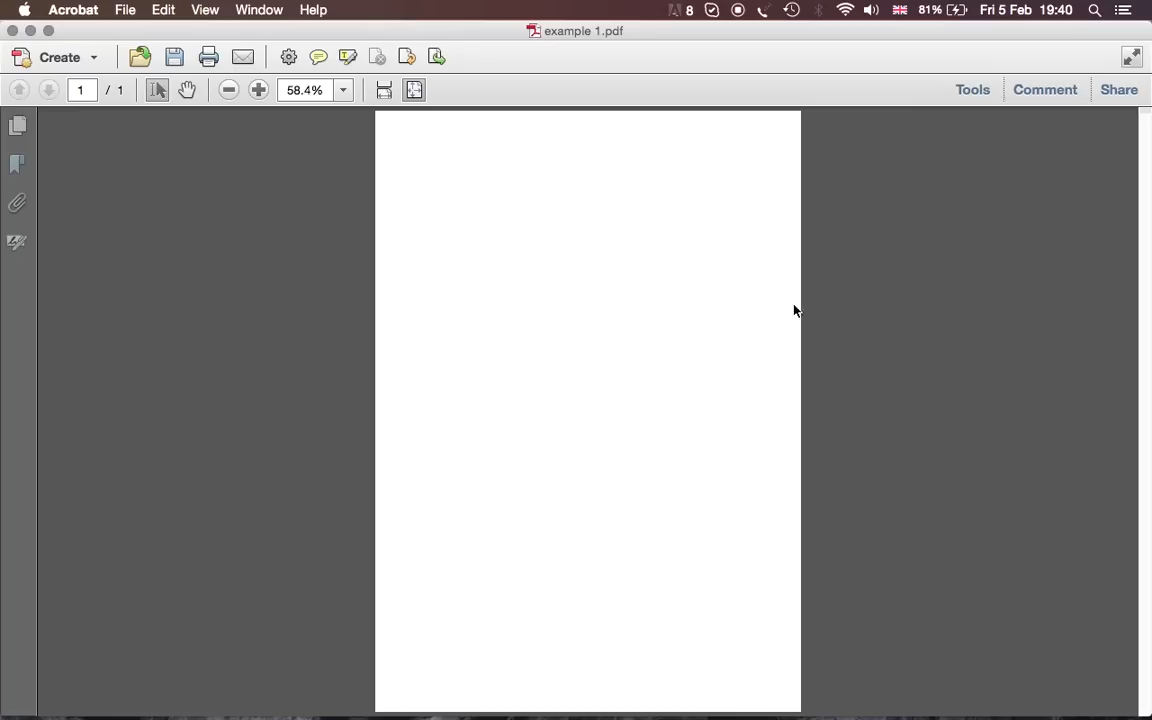 Acrobat File Edit View Window Help 8 81% Fri 5 Feb 19:40
example 1.pdf
Create
1 / 1 58.4% Tools Comment Share